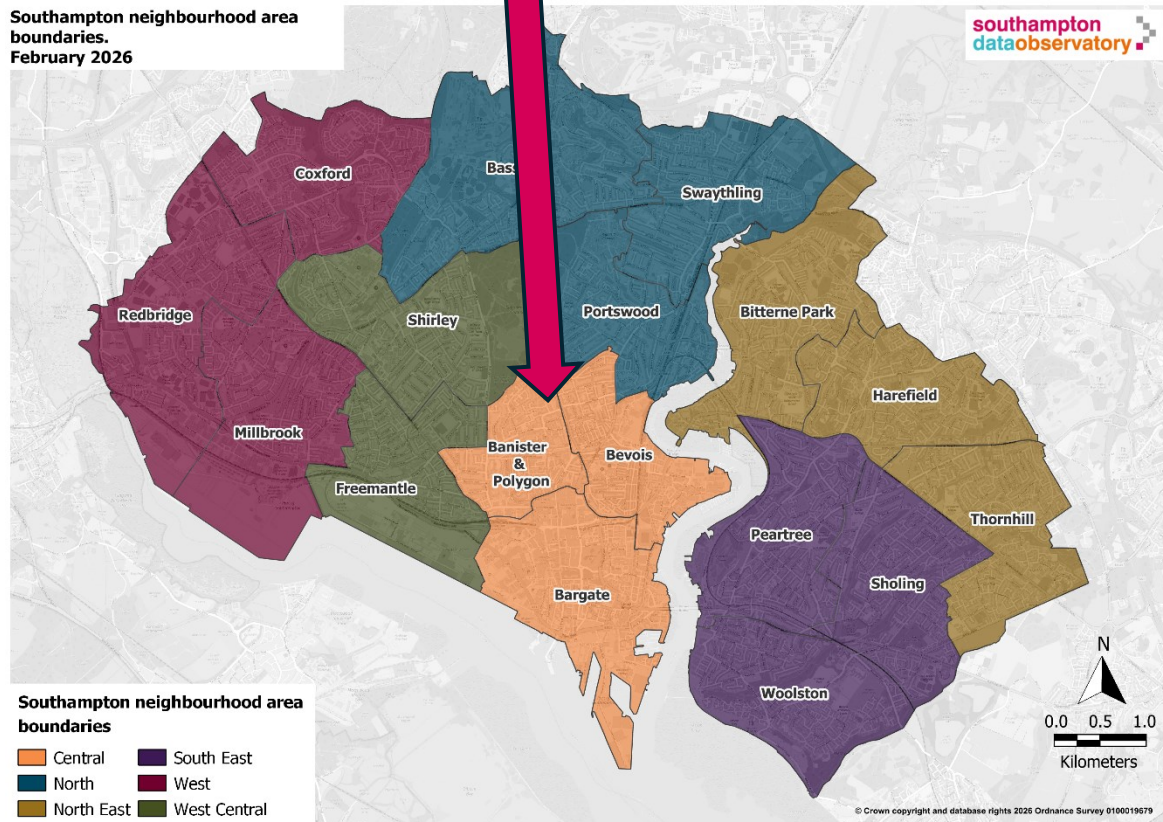 Southampton neighbourhood area
boundaries.
February 2026
southampton
dataobservatory
Coxford
Bass
Swaythling
Redbridge
Shirley
Portswood
Bitterne Park
Harefield
Millbrook
Banister
&
Polygon
Bevois
Freemantle
Thornhill
Peartree
Sholing
Bargate
Woolston
N
0.0 0.5 1.0
Kilometers
Southampton neighbourhood area
boundaries
Central
South East
North
West
North East
West Central
© Crown copyright and database rights 2026 Ordnance Survey 0100019679